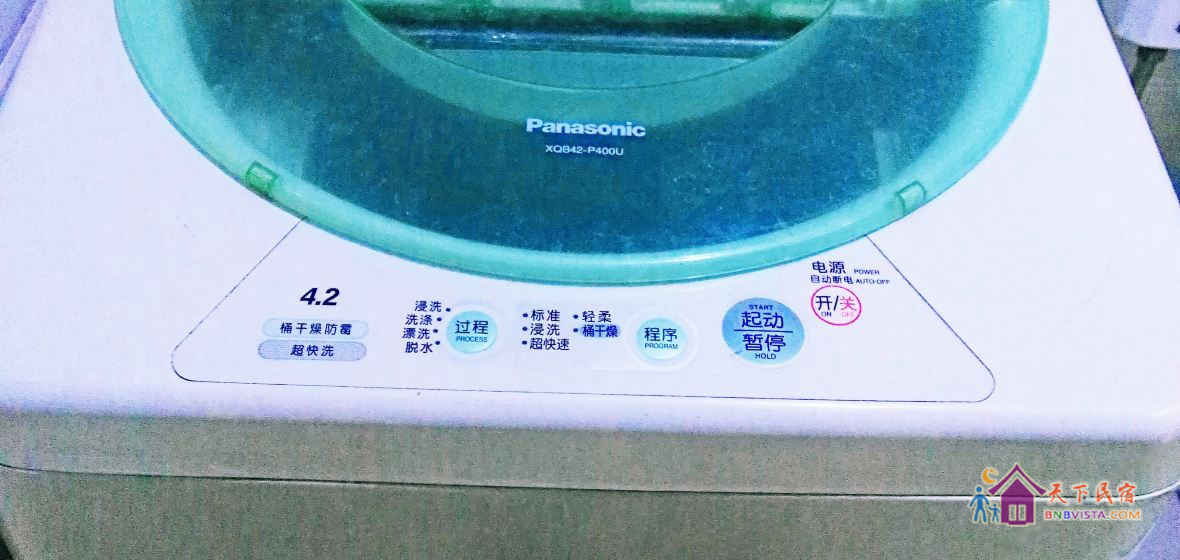 Panasonic
XQB42-P400U
4.2
桶干燥防霉
超快洗
浸洗
洗涤
漂洗
脱水
过程
PROCESS
标准
浸洗
超快速
轻柔
桶干燥
程序
PROGRAM
START
起动
暂停
HOLD
电源 POWER
自动断电 AUTO-OFF
开/关
ON OFF
天下民宿
BNBVISTA.COM